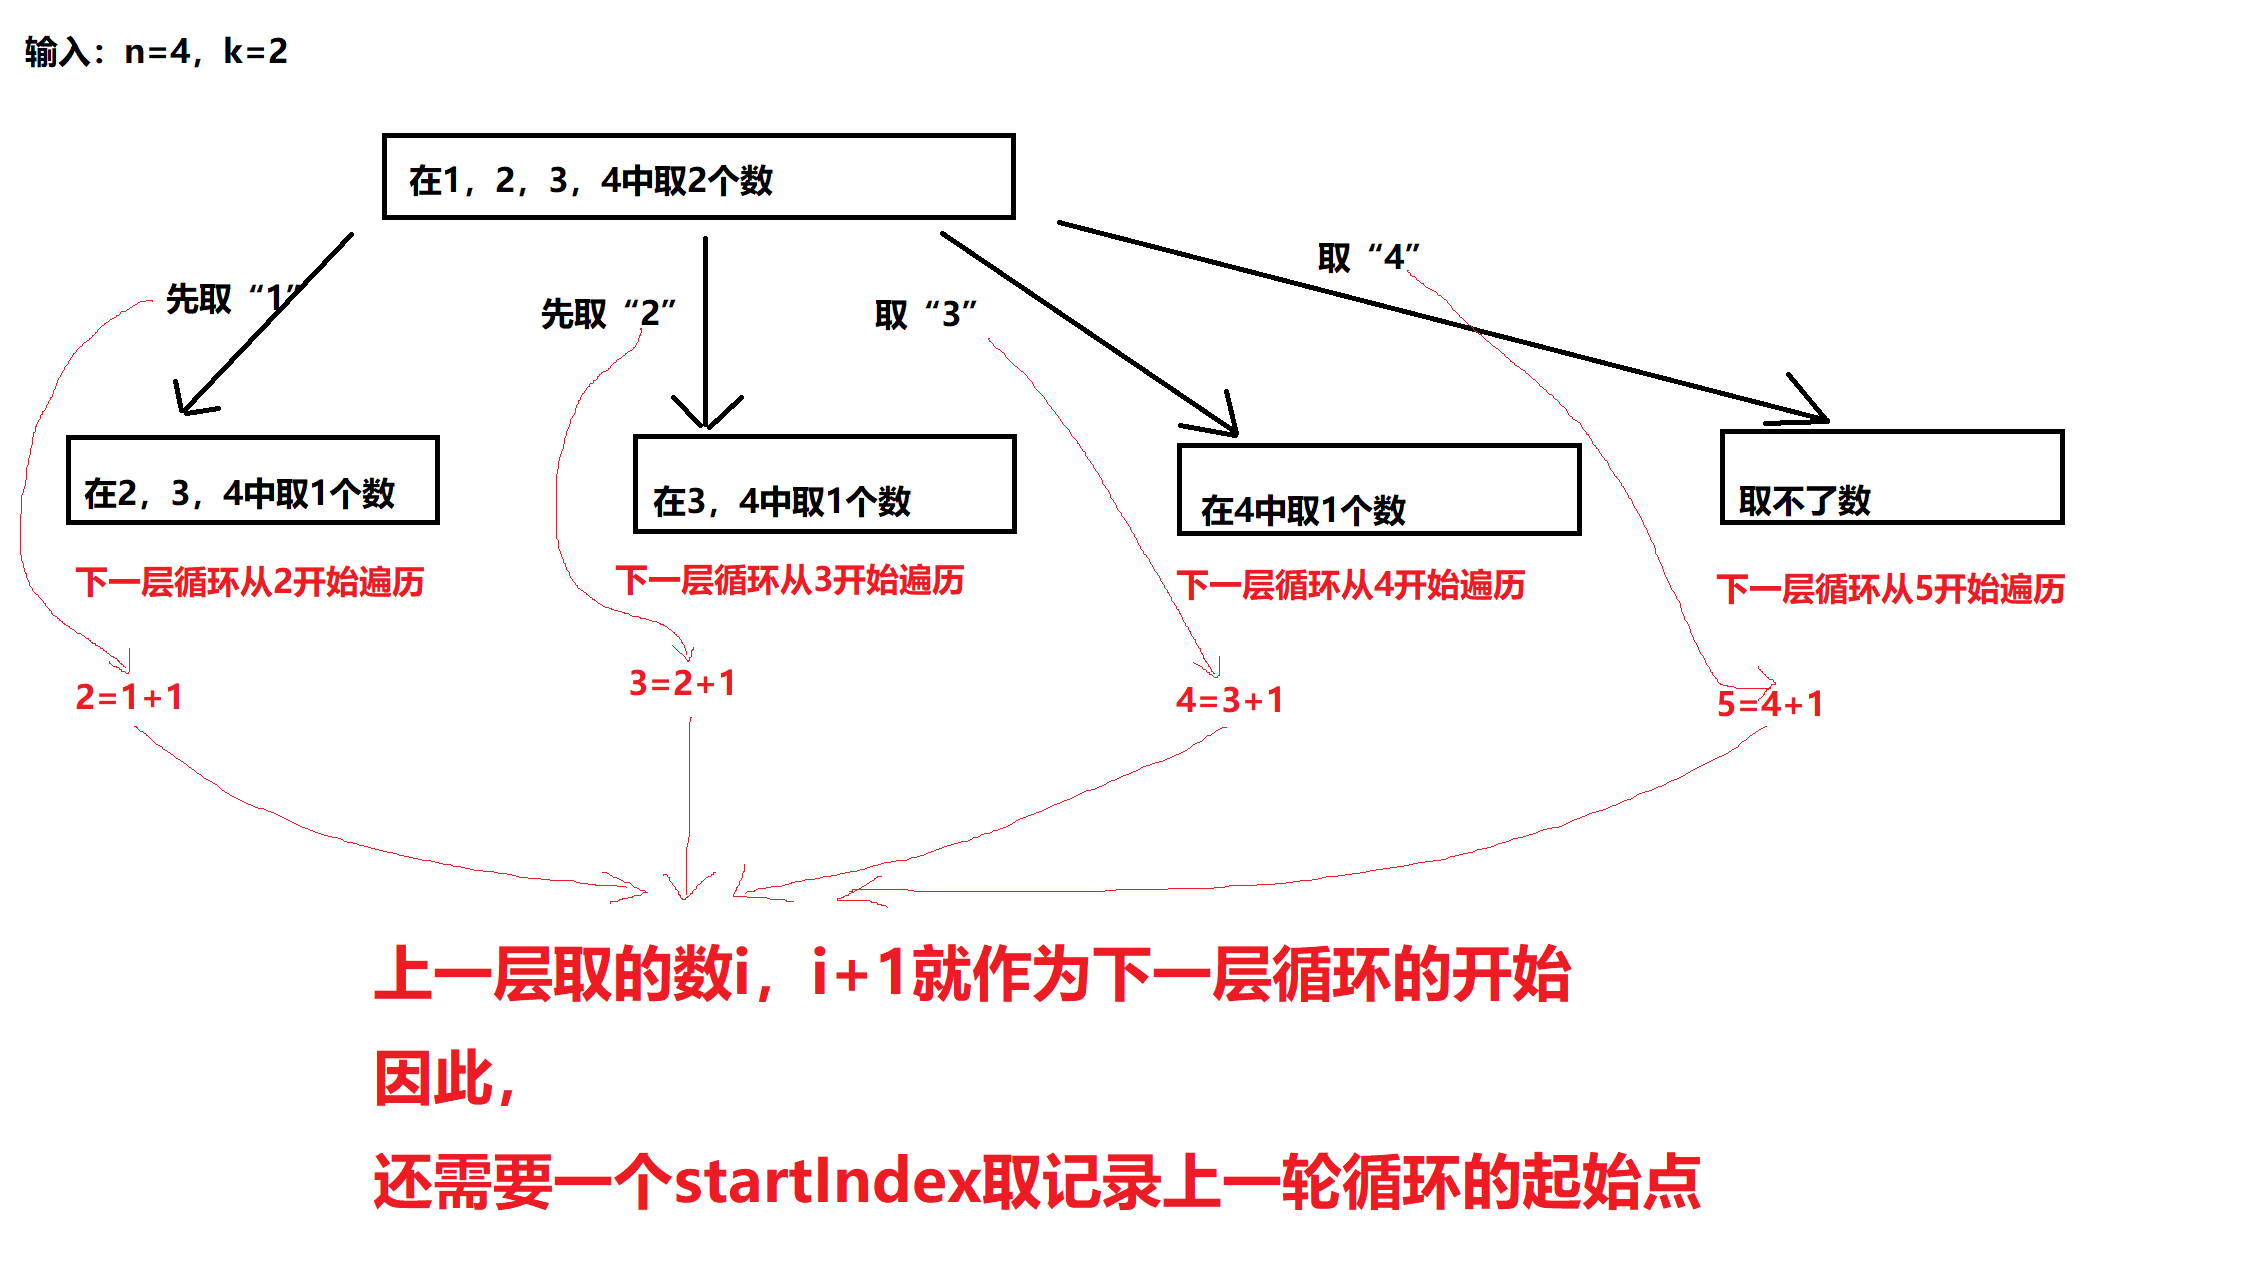 输入：n=4，k=2
在1，2，3，4中取2个数
取“4”
先取“1”
先取“2”
取“3”
在2，3，4中取1个数
在3，4中取1个数
在4中取1个数
取不了数
下一层循环从2开始遍历
下一层循环从3开始遍历
下一层循环从4开始遍历
下一层循环从5开始遍历
2=1+1
3=2+1
4=3+1
5=4+1
上一层取的数i，i+1就作为下一层循环的开始
因此，
还需要一个startIndex取记录上一轮循环的起始点